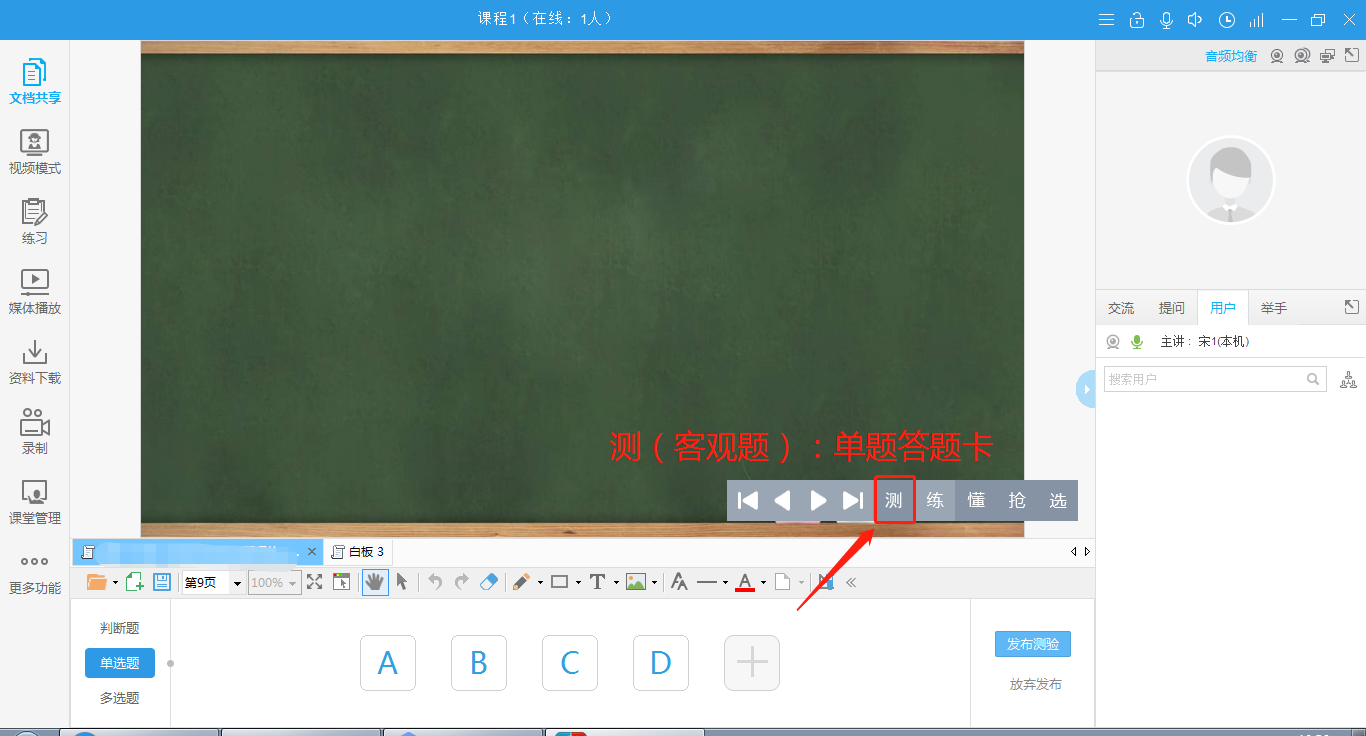 课程1（在线：1人）
文档共享
视频模式
练习
媒体播放
资料下载
录制
课堂管理
更多功能
测（客观题）：单题答题卡
测 练 懂 抢 选
白板 3
第9页 100%
判断题
单选题
多选题
A B C D
发布测验
放弃发布
音频均衡
交流 提问 用户 举手
主讲：宋1(本机)
搜索用户